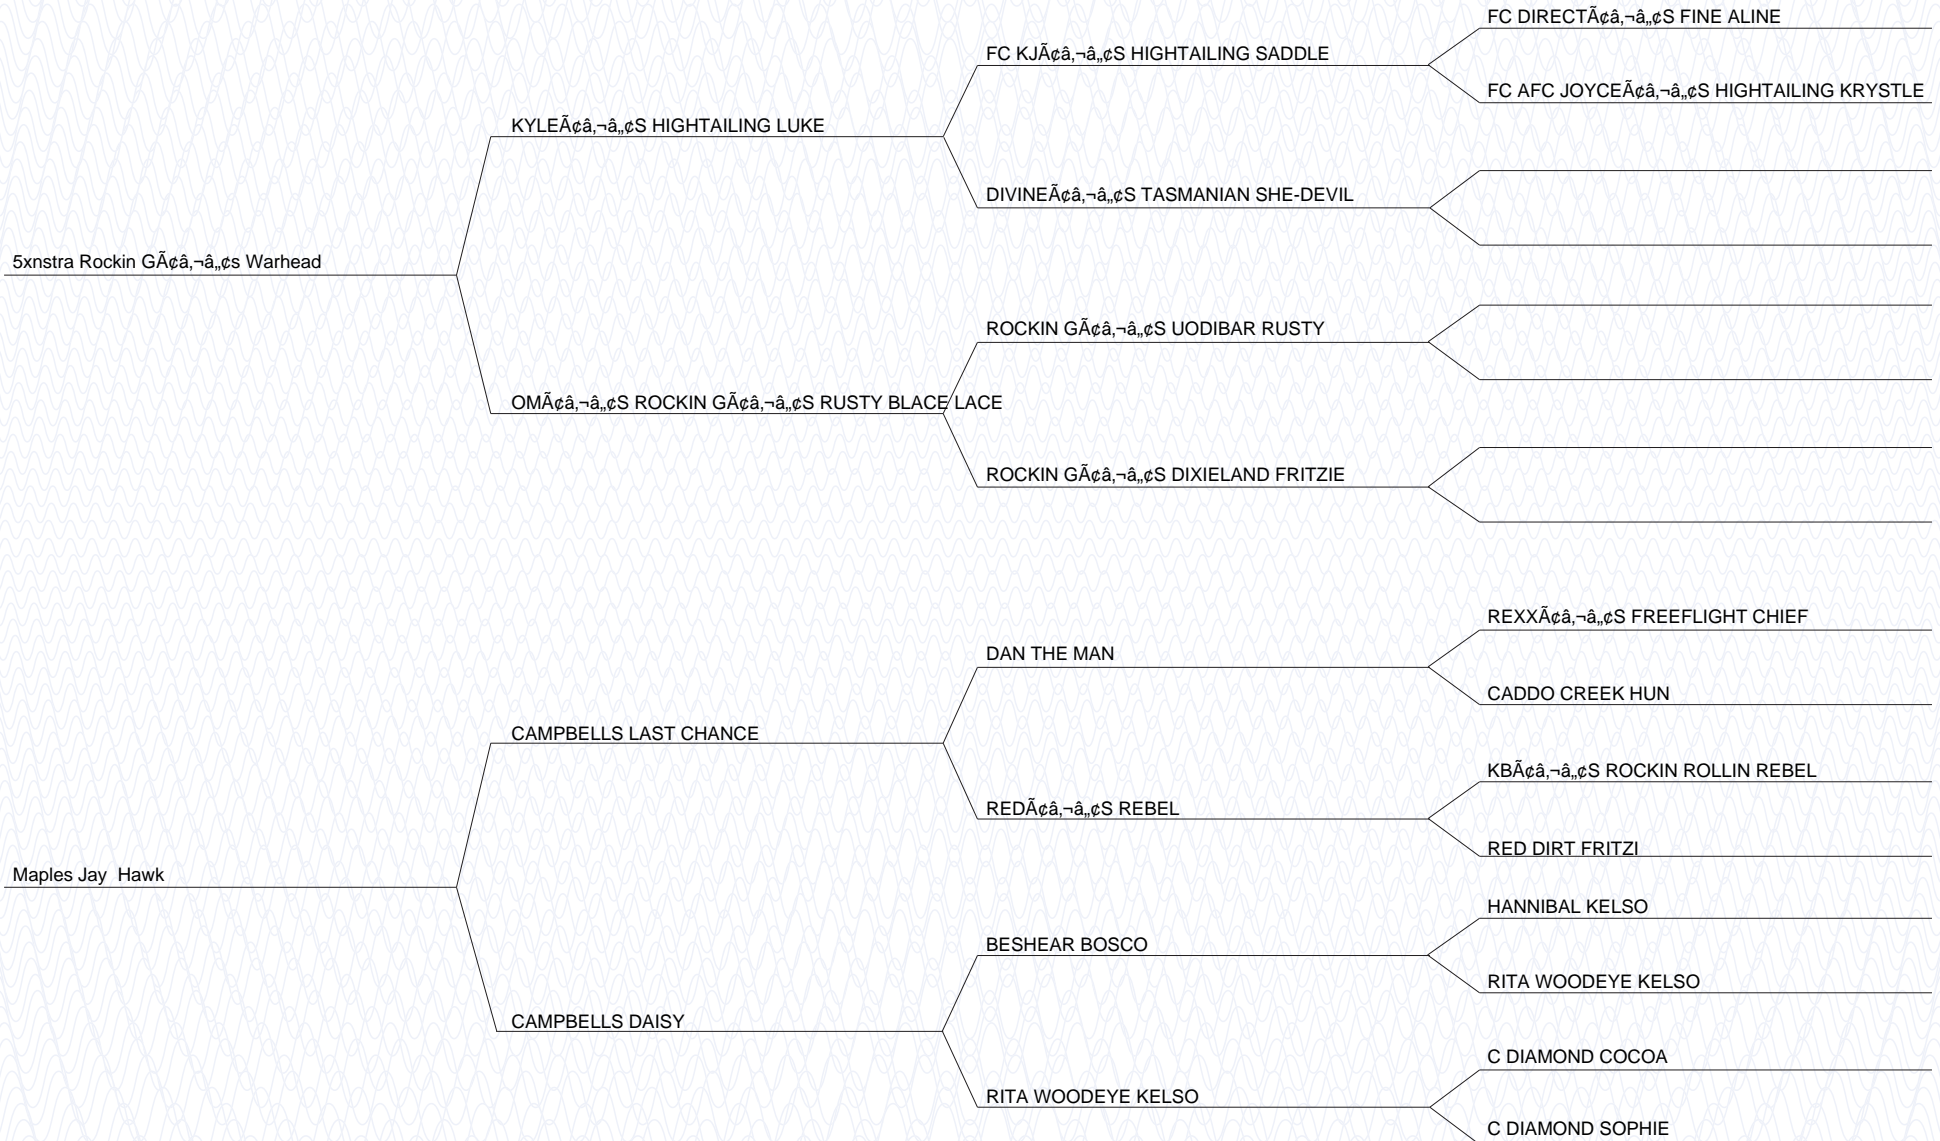 FC DIRECTÃ¢â‚¬â„¢S FINE ALINE
FC KJÃ¢â‚¬â„¢S HIGHTAILING SADDLE
FC AFC JOYCEÃ¢â‚¬â„¢S HIGHTAILING KRYSTLE
KYLEÃ¢â‚¬â„¢S HIGHTAILING LUKE
DIVINEÃ¢â‚¬â„¢S TASMANIAN SHE-DEVIL
5xnstra Rockin GÃ¢â‚¬â„¢s Warhead
ROCKIN GÃ¢â‚¬â„¢S UODIBAR RUSTY
OMÃ¢â‚¬â„¢S ROCKIN GÃ¢â‚¬â„¢S RUSTY BLACE LACE
ROCKIN GÃ¢â‚¬â„¢S DIXIELAND FRITZIE
REXXÃ¢â‚¬â„¢S FREEFLIGHT CHIEF
DAN THE MAN
CADDO CREEK HUN
CAMPBELLS LAST CHANCE
KBÃ¢â‚¬â„¢S ROCKIN ROLLIN REBEL
REDÃ¢â‚¬â„¢S REBEL
RED DIRT FRITZI
Maples Jay  Hawk
HANNIBAL KELSO
BESHEAR BOSCO
RITA WOODEYE KELSO
CAMPBELLS DAISY
C DIAMOND COCOA
RITA WOODEYE KELSO
C DIAMOND SOPHIE